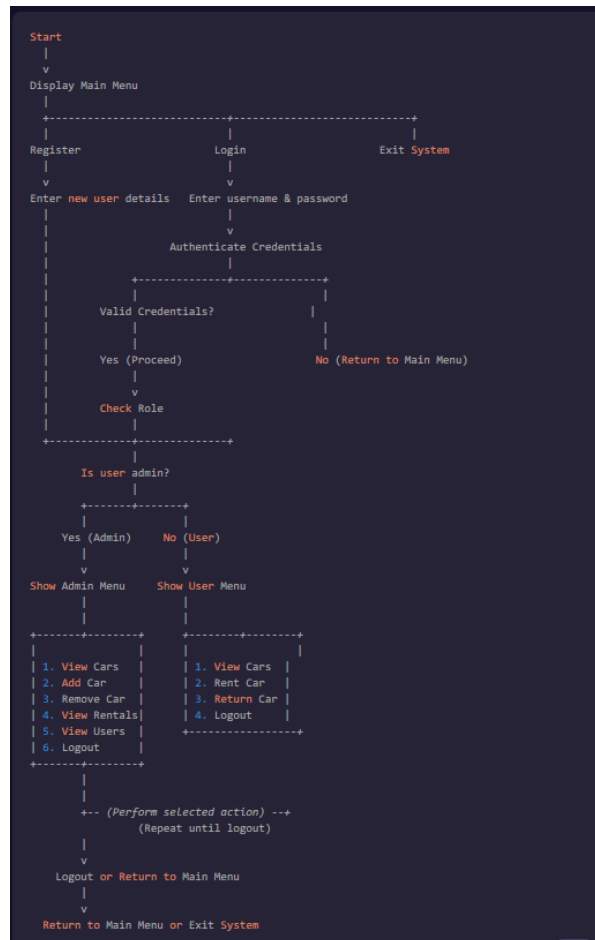 Start
Display Main Menu
Register Login Exit System
Enter new user details Enter username & password
Authenticate Credentials
Valid Credentials?
Yes (Proceed) No (Return to Main Menu)
Check Role
Is user admin?
Yes (Admin) No (User)
Show Admin Menu Show User Menu
1. View Cars 1. View Cars
2. Add Car 2. Rent Car
3. Remove Car 3. Return Car
4. View Rentals 4. Logout
5. View Users
6. Logout
(Perform selected action)
(Repeat until logout)
Logout or Return to Main Menu
Return to Main Menu or Exit System